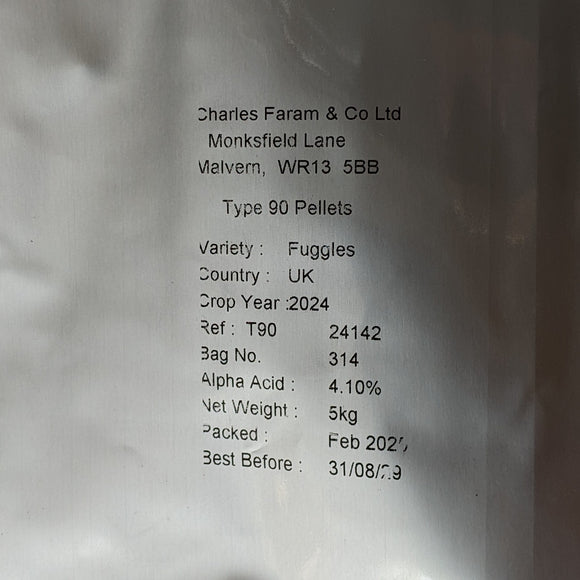 Charles Faram & Co Ltd
Monksfield Lane
Malvern, WR13 5BB
Type 90 Pellets
Variety : Fuggles
Country : UK
Crop Year :2024
Ref : T90 24142
Bag No. 314
Alpha Acid : 4.10%
Net Weight : 5kg
Packed : Feb
Best Before :